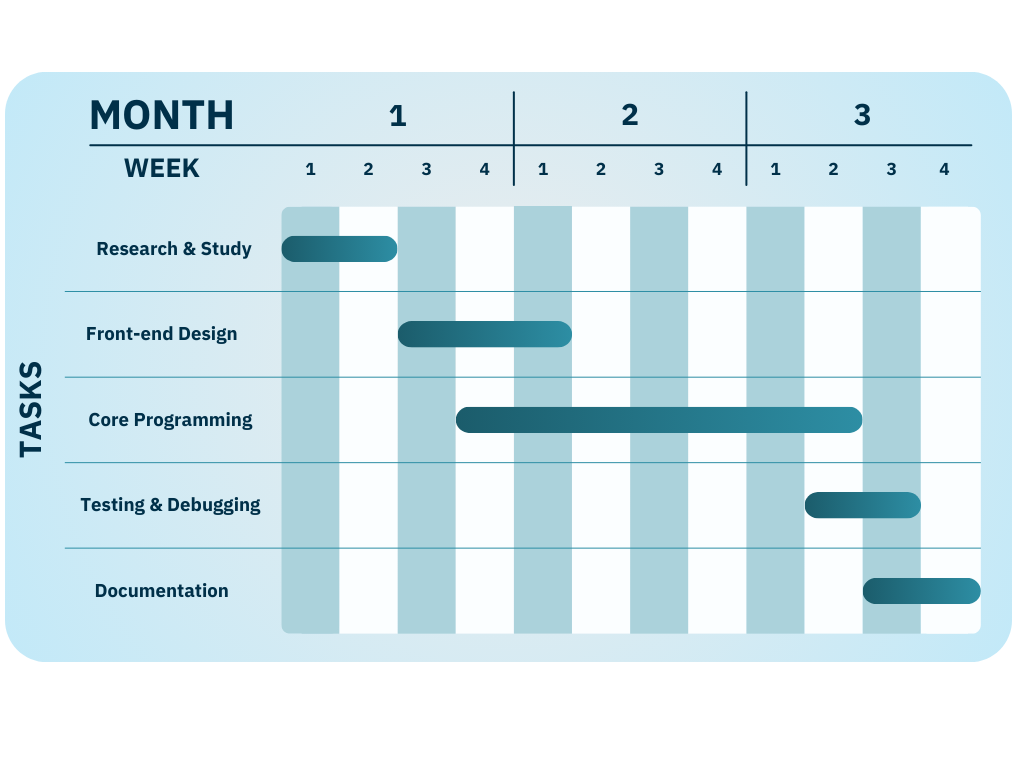 MONTH 1 2 3
WEEK 1 2 3 4 1 2 3 4 1 2 3 4
TASKS
Research & Study
Front-end Design
Core Programming
Testing & Debugging
Documentation